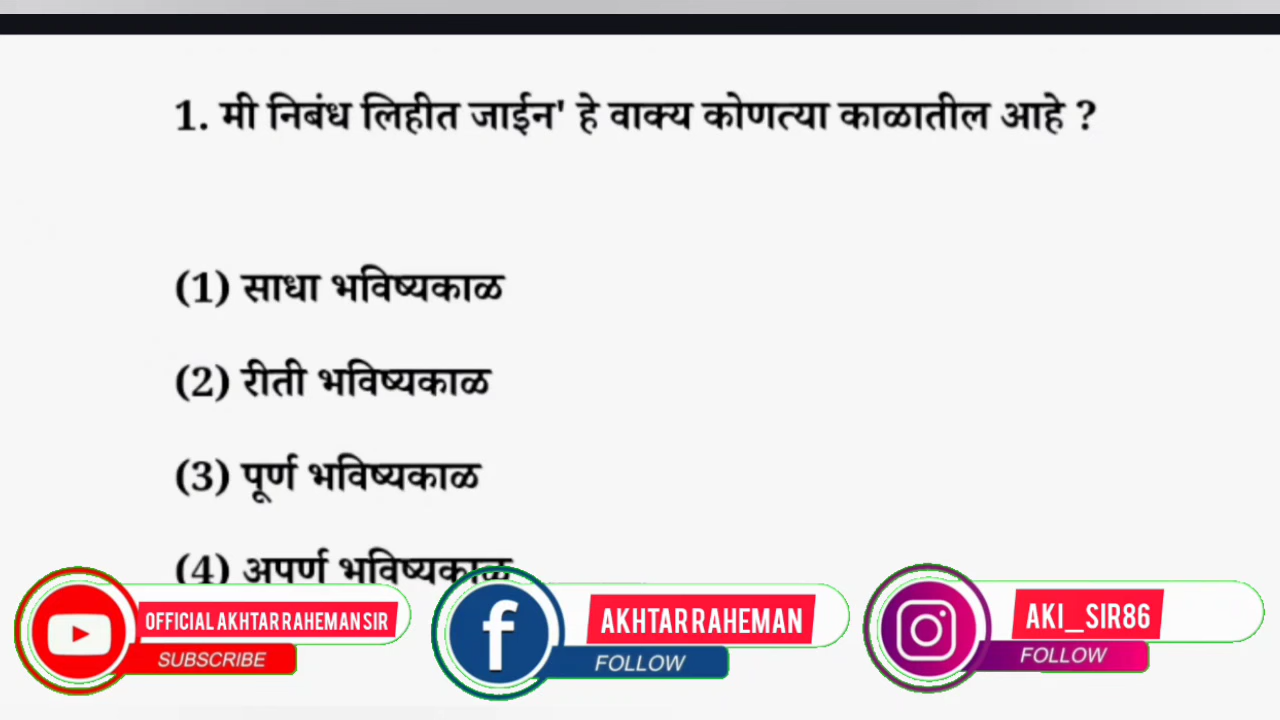 1. मी निबंध लिहीत जाईन' हे वाक्य कोणत्या काळातील आहे ?
(1) साधा भविष्यकाळ
(2) रीती भविष्यकाळ
(3) पूर्ण भविष्यकाळ
(4) अपूर्ण भविष्यकाळ
OFFICIAL AKHTAR RAHEMAN SIR
SUBSCRIBE
AKHTAR RAHEMAN
FOLLOW
AKI_SIR86
FOLLOW